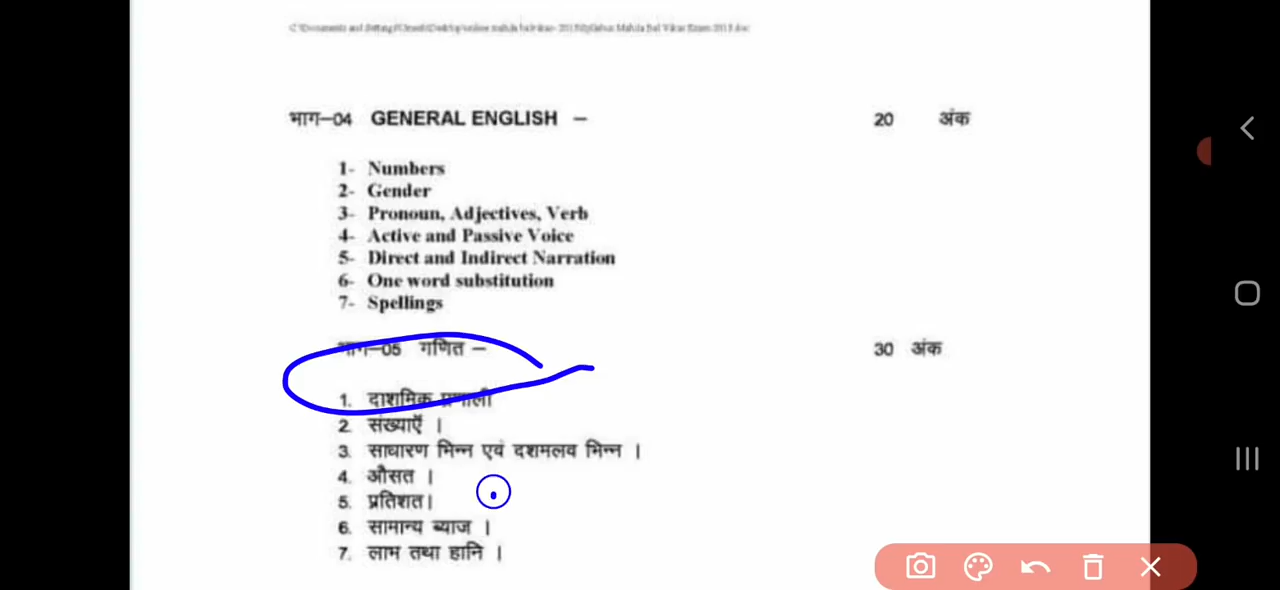 भाग–04 GENERAL ENGLISH – 20 अंक
1- Numbers
2- Gender
3- Pronoun, Adjectives, Verb
4- Active and Passive Voice
5- Direct and Indirect Narration
6- One word substitution
7- Spellings
भाग–05 गणित – 30 अंक
1. दाशमिक प्रणाली
2. संख्याऐं ।
3. साधारण भिन्न एवं दशमलव भिन्न ।
4. औसत ।
5. प्रतिशत।
6. सामान्य ब्याज ।
7. लाभ तथा हानि ।